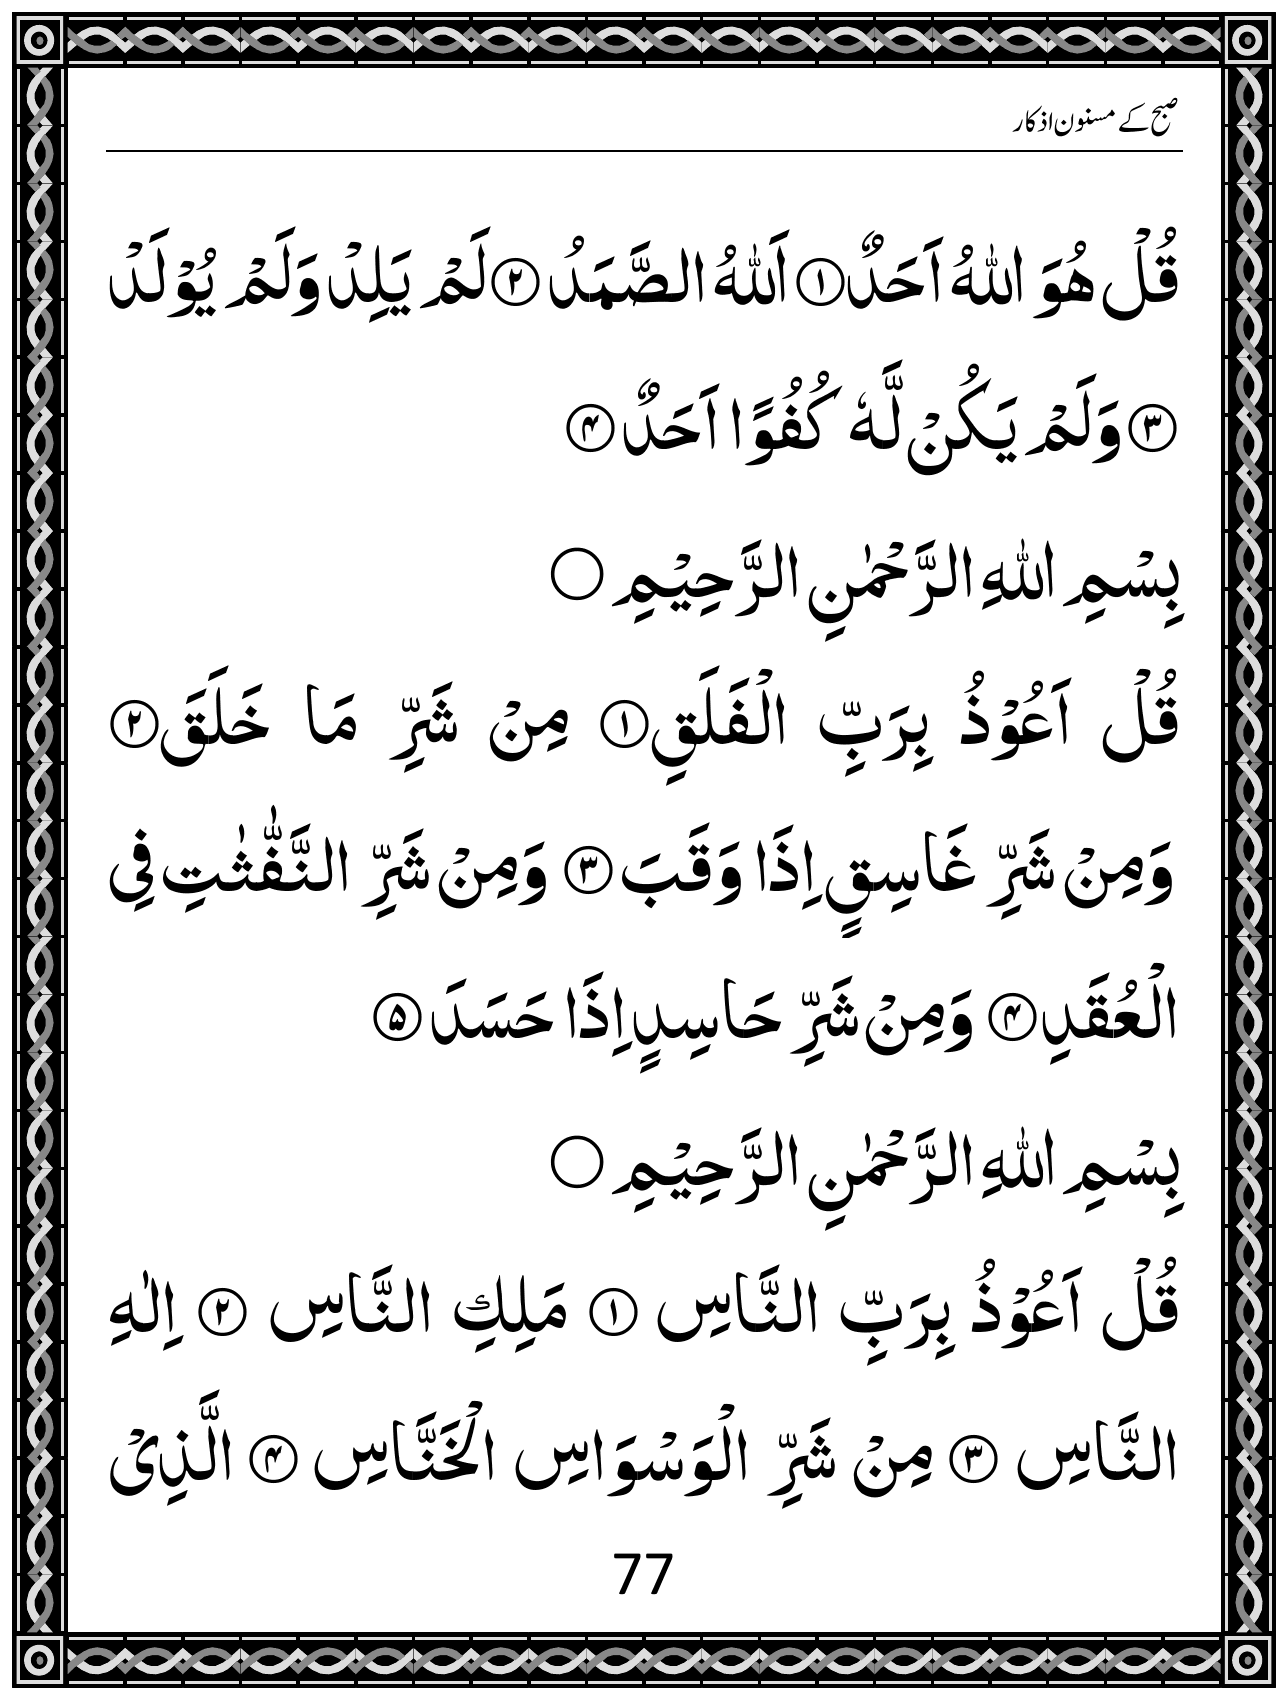 صبح کے مسنون اذکار
قُلْ هُوَ اللّٰهُ اَحَدٌ ۝۱ اَللّٰهُ الصَّمَدُ ۝۲ لَمْ یَلِدْ وَلَمْ یُوْلَدْ
۝۳ وَلَمْ یَكُنْ لَّهٗ كُفُوًا اَحَدٌ ۝۴
بِسْمِ اللّٰهِ الرَّحْمٰنِ الرَّحِیْمِ ۝
قُلْ اَعُوْذُ بِرَبِّ الْفَلَقِ ۝۱ مِنْ شَرِّ مَا خَلَقَ ۝۲
وَمِنْ شَرِّ غَاسِقٍ اِذَا وَقَبَ ۝۳ وَمِنْ شَرِّ النَّفّٰثٰتِ فِی
الْعُقَدِ ۝۴ وَمِنْ شَرِّ حَاسِدٍ اِذَا حَسَدَ ۝۵
بِسْمِ اللّٰهِ الرَّحْمٰنِ الرَّحِیْمِ ۝
قُلْ اَعُوْذُ بِرَبِّ النَّاسِ ۝۱ مَلِكِ النَّاسِ ۝۲ اِلٰهِ
النَّاسِ ۝۳ مِنْ شَرِّ الْوَسْوَاسِ الْخَنَّاسِ ۝۴ الَّذِیْ
77